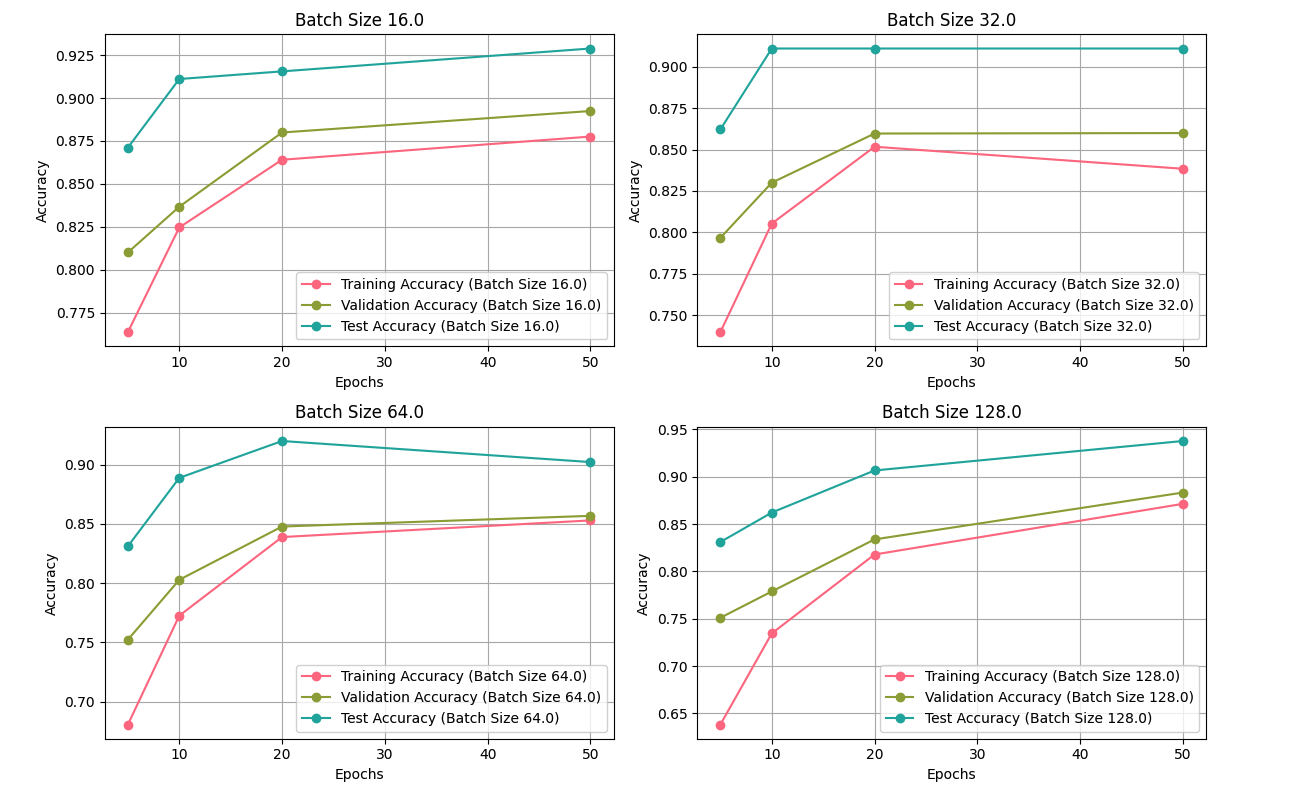 Batch Size 16.0
Accuracy
0.925
0.900
0.875
0.850
0.825
0.800
0.775
Training Accuracy (Batch Size 16.0)
Validation Accuracy (Batch Size 16.0)
Test Accuracy (Batch Size 16.0)
10 20 30 40 50
Epochs
Batch Size 32.0
Accuracy
0.900
0.875
0.850
0.825
0.800
0.775
0.750
Training Accuracy (Batch Size 32.0)
Validation Accuracy (Batch Size 32.0)
Test Accuracy (Batch Size 32.0)
10 20 30 40 50
Epochs
Batch Size 64.0
Accuracy
0.90
0.85
0.80
0.75
0.70
Training Accuracy (Batch Size 64.0)
Validation Accuracy (Batch Size 64.0)
Test Accuracy (Batch Size 64.0)
10 20 30 40 50
Epochs
Batch Size 128.0
Accuracy
0.95
0.90
0.85
0.80
0.75
0.70
0.65
Training Accuracy (Batch Size 128.0)
Validation Accuracy (Batch Size 128.0)
Test Accuracy (Batch Size 128.0)
10 20 30 40 50
Epochs